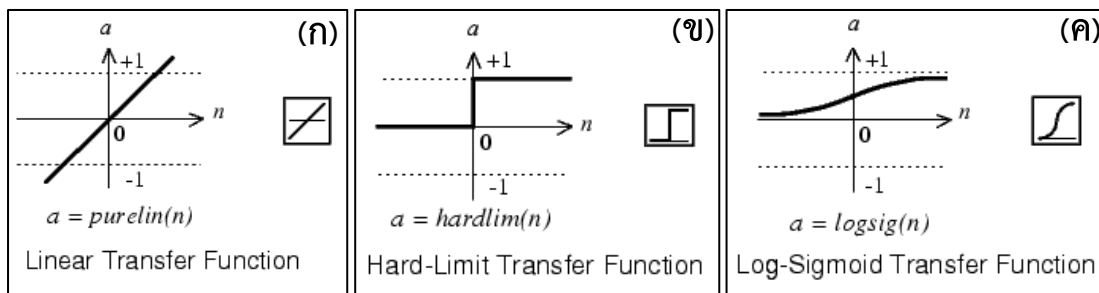 (ก)
a
+1
n
0
-1
a = purelin(n)
Linear Transfer Function
(ข)
a
+1
n
0
-1
a = hardlim(n)
Hard-Limit Transfer Function
(ค)
a
+1
n
0
-1
a = logsig(n)
Log-Sigmoid Transfer Function